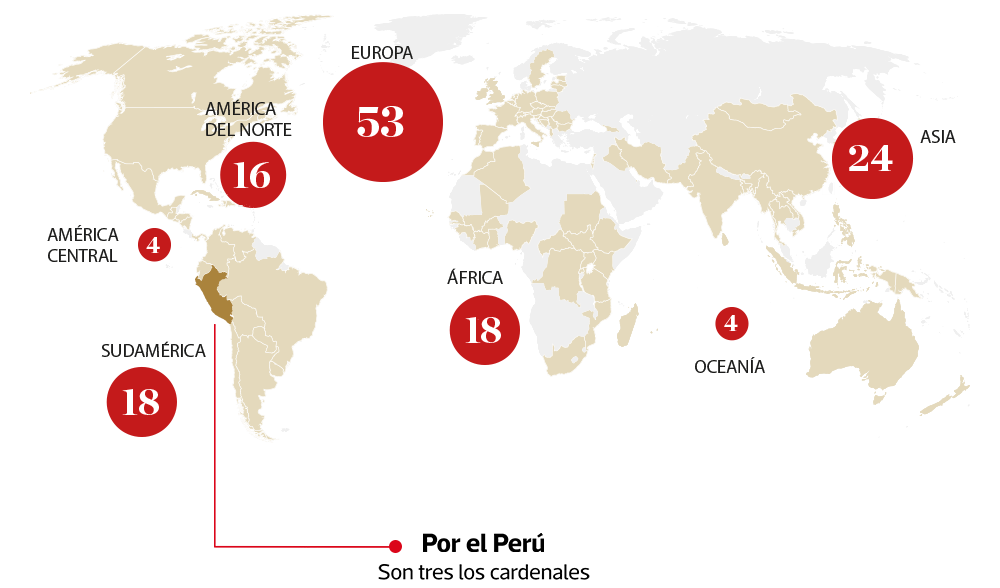 EUROPA
53
AMÉRICA
DEL NORTE
16
ASIA
24
AMÉRICA
CENTRAL
4
ÁFRICA
18
4
OCEANÍA
SUDAMÉRICA
18
Por el Perú
Son tres los cardenales